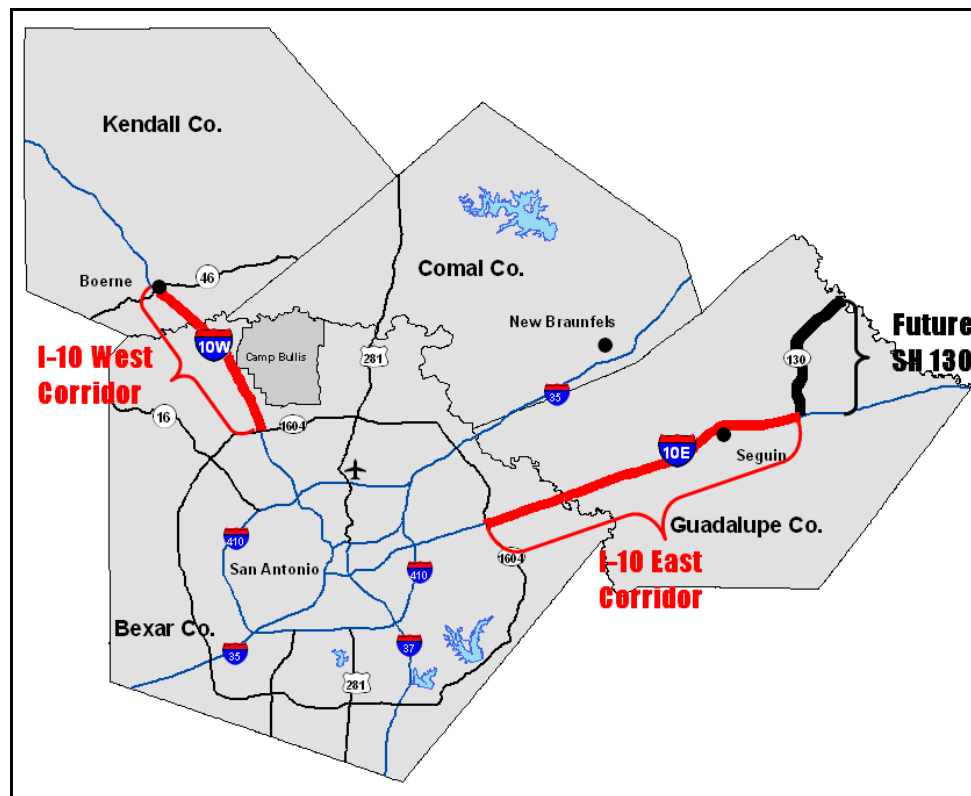 Kendall Co.
Boerne
46
Comal Co.
New Braunfels
10W
Camp Bullis
281
I-10 West
Corridor
Future
SH 130
130
35
16
1604
10E
Seguin
Guadalupe Co.
410
San Antonio
410
1604
I-10 East
Corridor
Bexar Co.
35
37
281